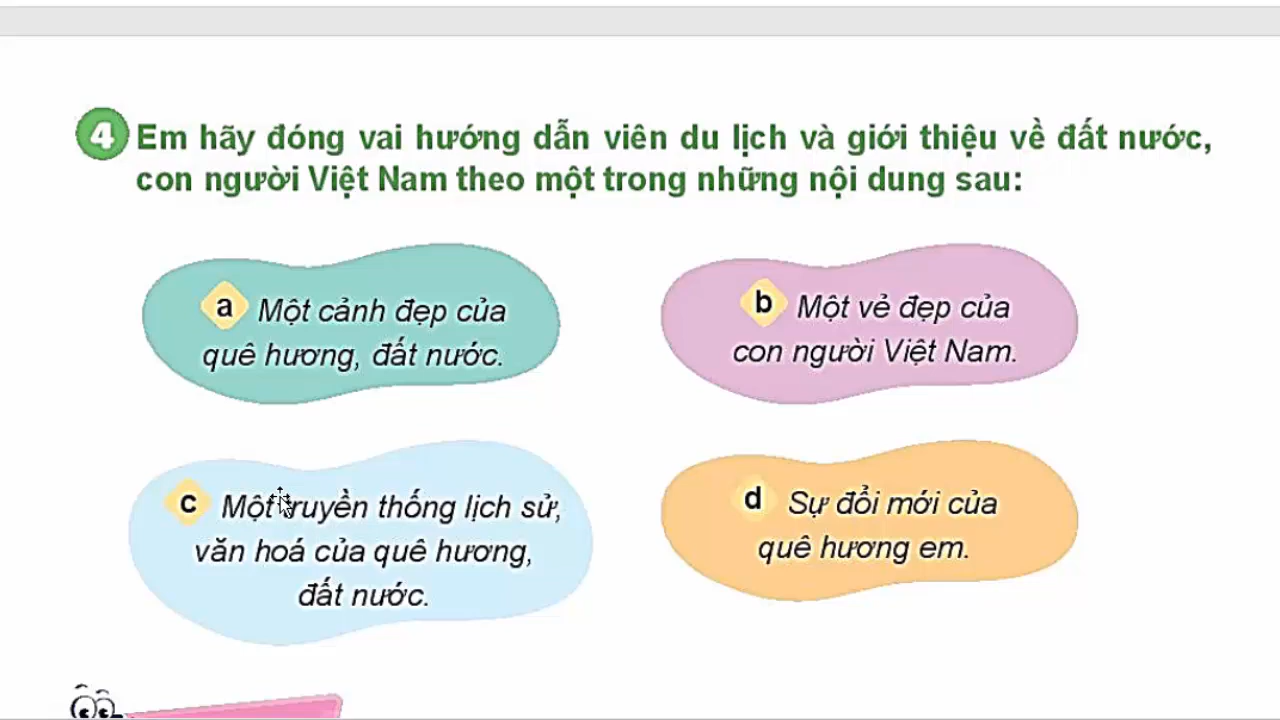 4 Em hãy đóng vai hướng dẫn viên du lịch và giới thiệu về đất nước,
con người Việt Nam theo một trong những nội dung sau:
a Một cảnh đẹp của
quê hương, đất nước.
b Một vẻ đẹp của
con người Việt Nam.
c Một truyền thống lịch sử,
văn hoá của quê hương,
đất nước.
d Sự đổi mới của
quê hương em.